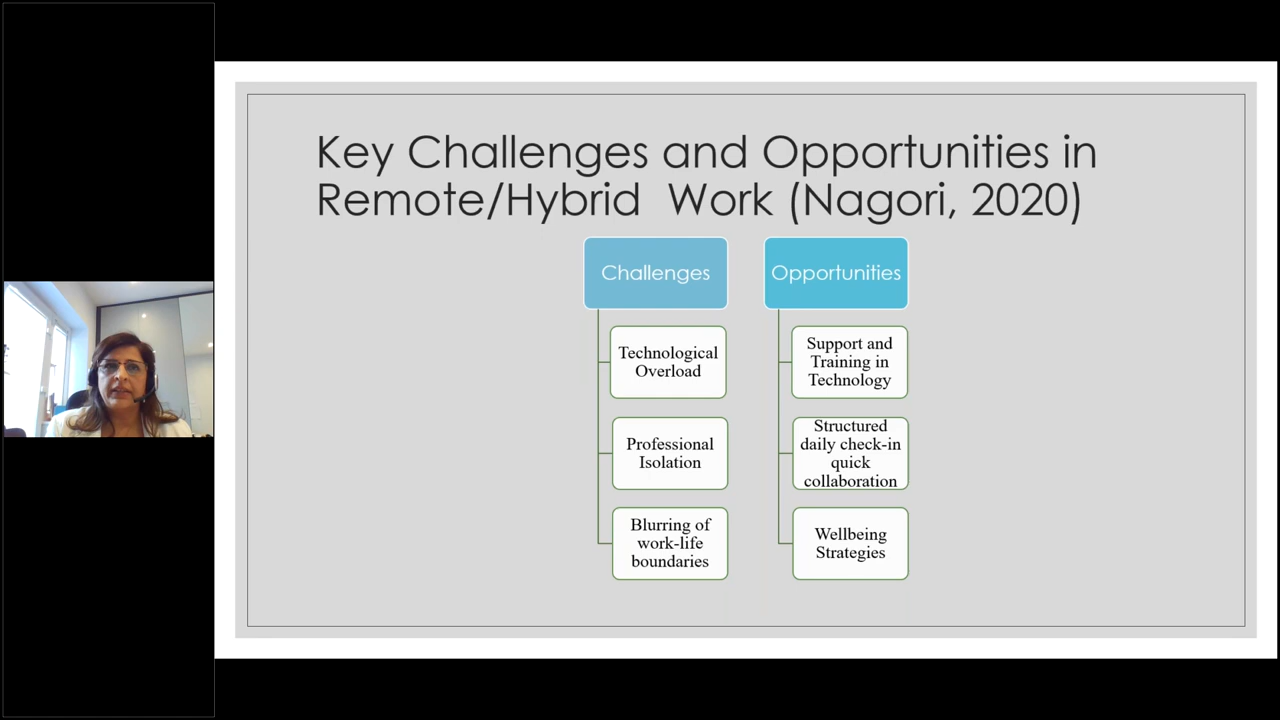 Key Challenges and Opportunities in
Remote/Hybrid Work (Nagori, 2020)
Challenges
Technological
Overload
Professional
Isolation
Blurring of
work-life
boundaries
Opportunities
Support and
Training in
Technology
Structured
daily check-in
quick
collaboration
Wellbeing
Strategies